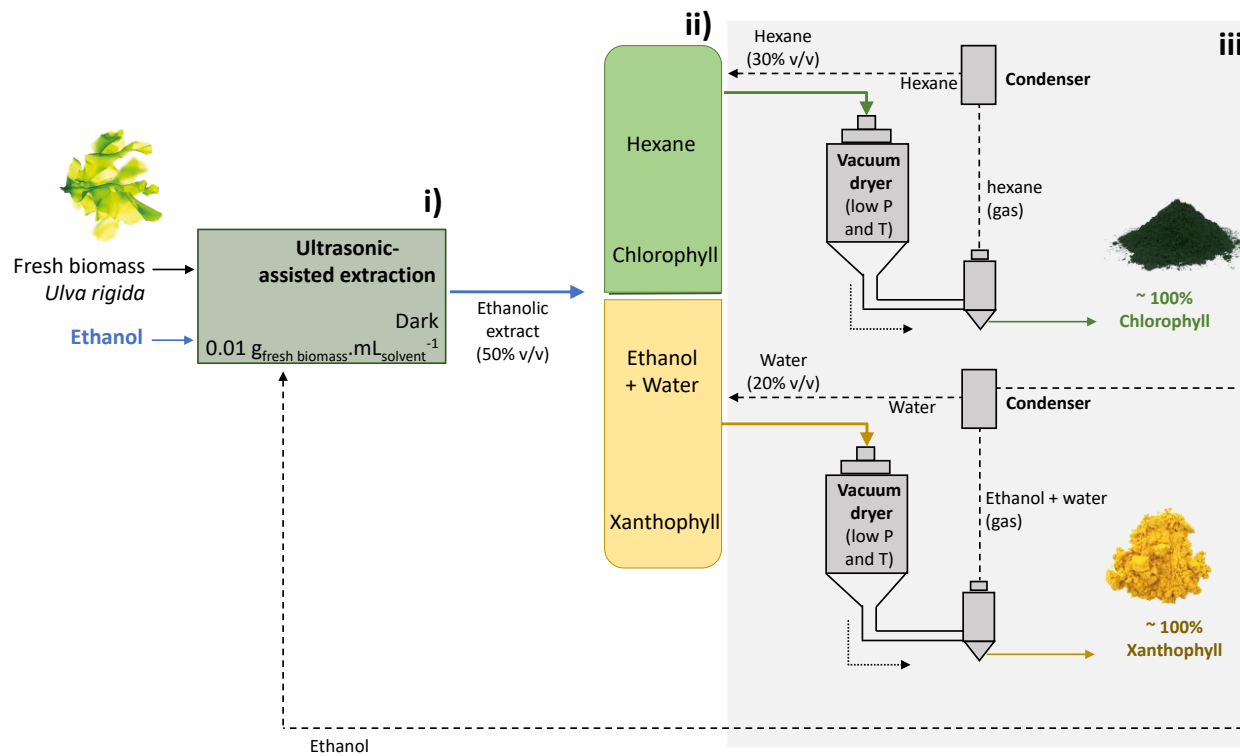 i)
Fresh biomass
Ulva rigida
Ethanol
Ultrasonic-
assisted extraction
Dark
0.01 g_fresh biomass.mL_solvent^-1
Ethanolic
extract
(50% v/v)
ii)
Hexane
Chlorophyll
Ethanol
+ Water
Xanthophyll
iii
Hexane
(30% v/v)
Hexane
Condenser
Vacuum
dryer
(low P
and T)
hexane
(gas)
~ 100%
Chlorophyll
Water
(20% v/v)
Water
Condenser
Vacuum
dryer
(low P
and T)
Ethanol + water
(gas)
~ 100%
Xanthophyll
Ethanol